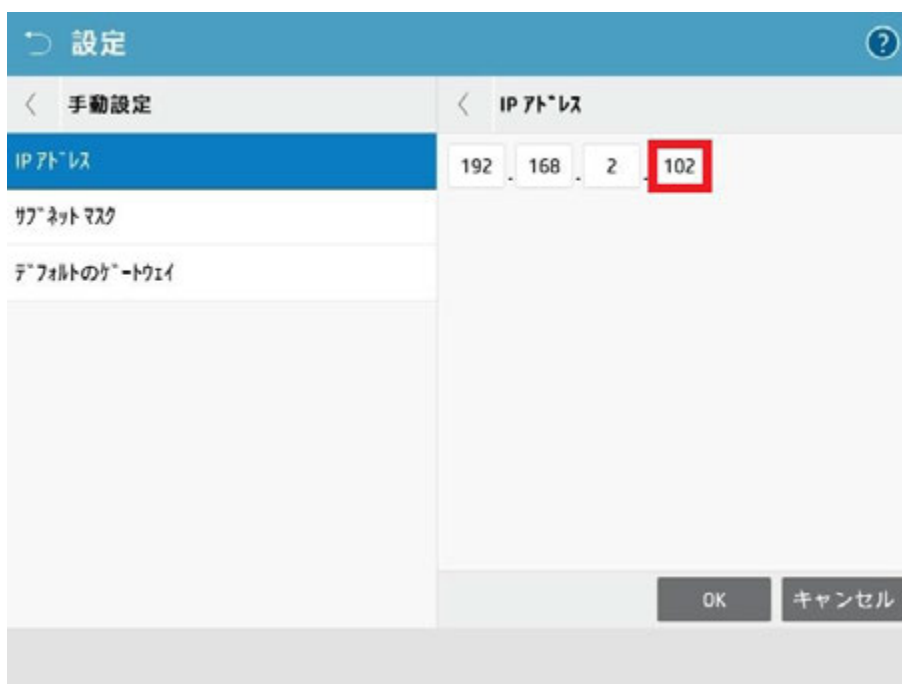 設定
?
手動設定
IP ｱﾄﾞﾚｽ
IP ｱﾄﾞﾚｽ
192 . 168 . 2 . 102
ｻﾌﾞﾈｯﾄ ﾏｽｸ
ﾃﾞﾌｫﾙﾄのｹﾞｰﾄｳｪｲ
OK
キャンセル